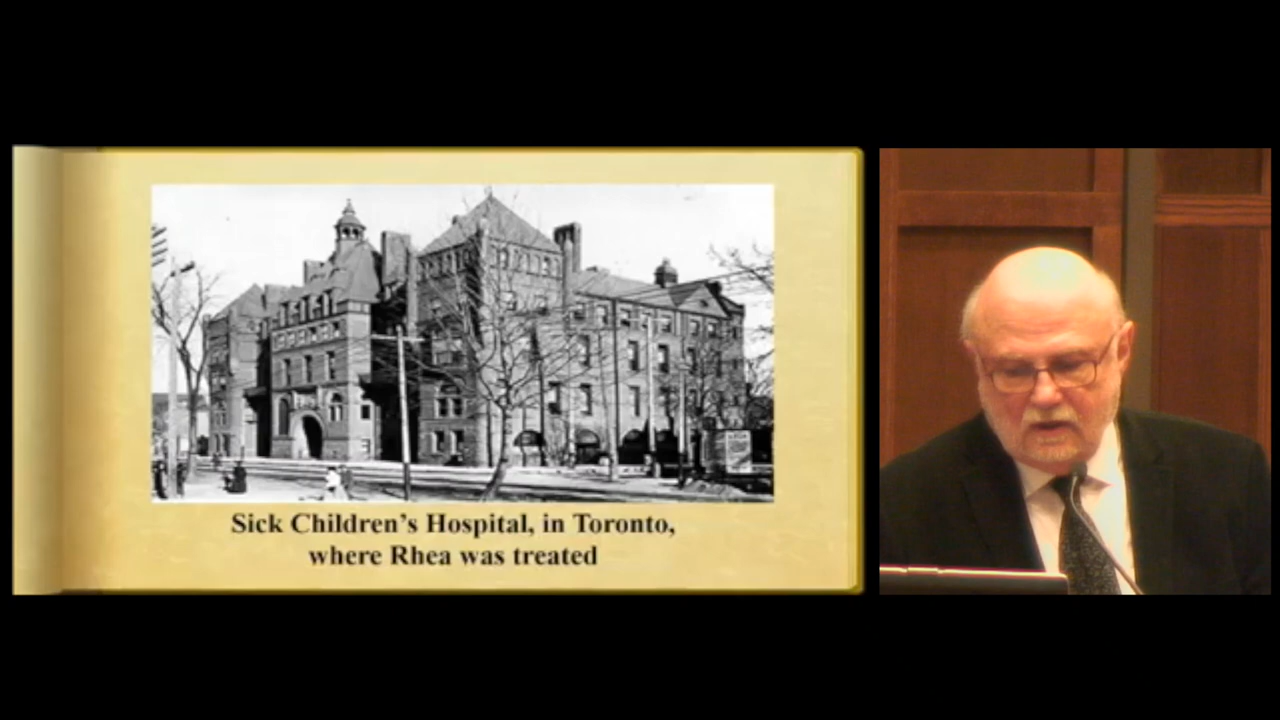 Sick Children's Hospital, in Toronto,
where Rhea was treated